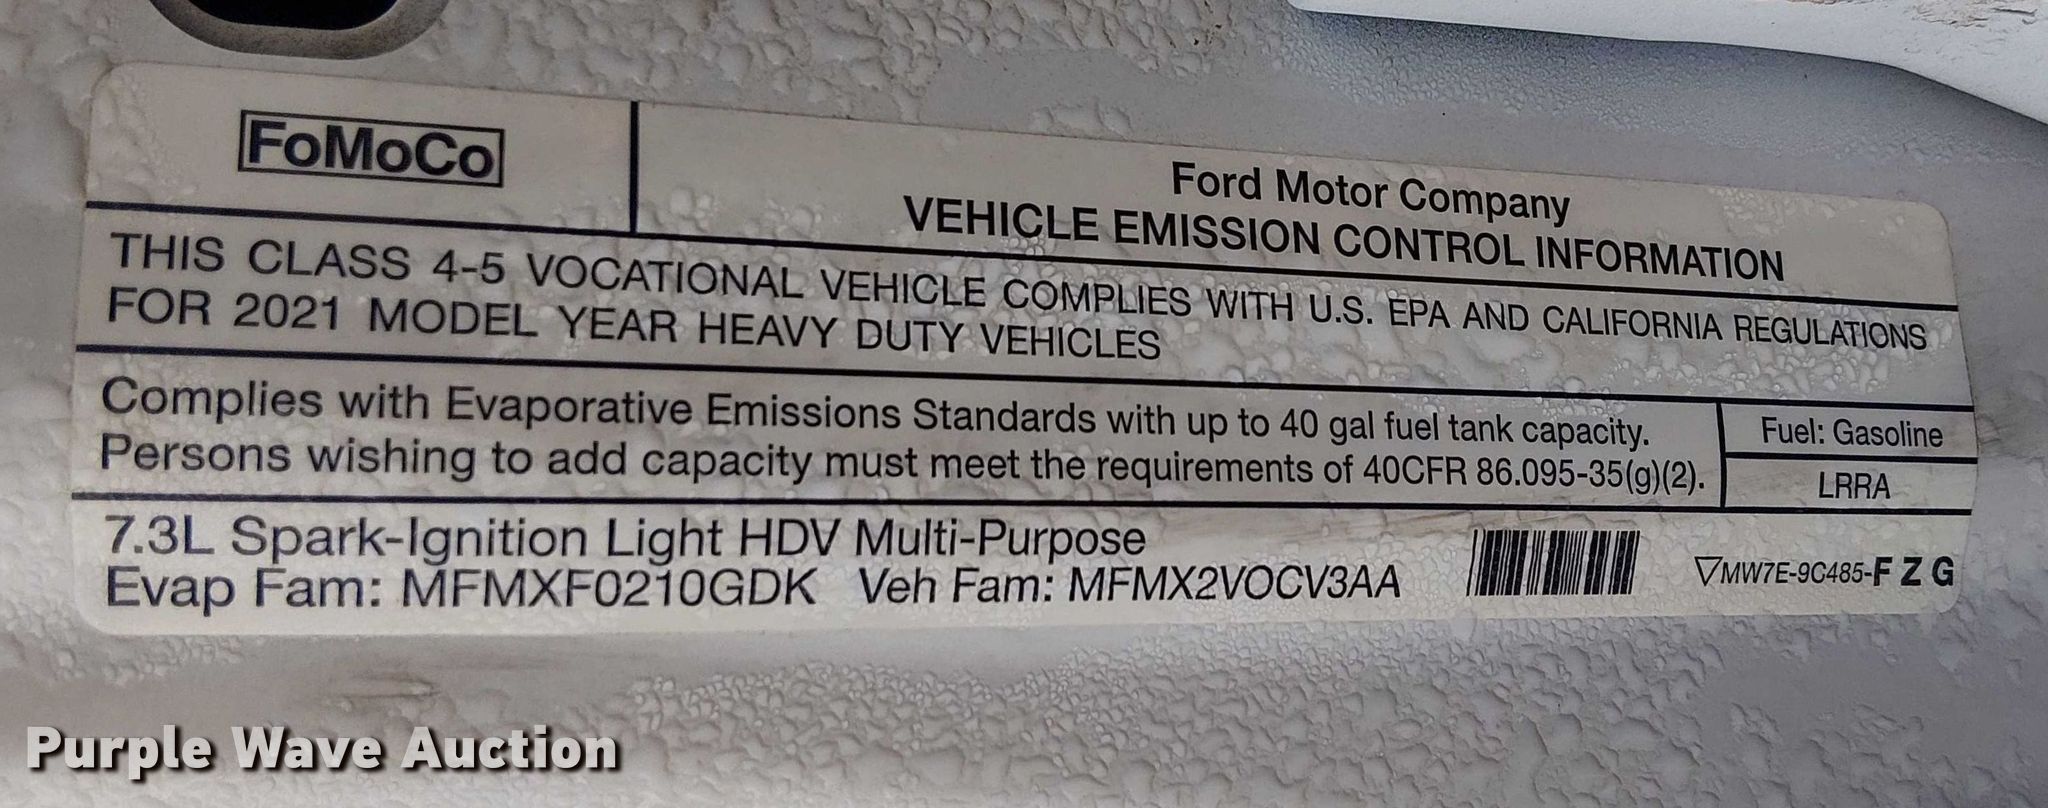 FoMoCo
Ford Motor Company
VEHICLE EMISSION CONTROL INFORMATION
THIS CLASS 4-5 VOCATIONAL VEHICLE COMPLIES WITH U.S. EPA AND CALIFORNIA REGULATIONS
FOR 2021 MODEL YEAR HEAVY DUTY VEHICLES
Complies with Evaporative Emissions Standards with up to 40 gal fuel tank capacity.
Persons wishing to add capacity must meet the requirements of 40CFR 86.095-35(g)(2).
Fuel: Gasoline
LRRA
7.3L Spark-Ignition Light HDV Multi-Purpose
Evap Fam: MFMXF0210GDK Veh Fam: MFMX2VOCV3AA
▽MW7E-9C485-F Z G
Purple Wave Auction